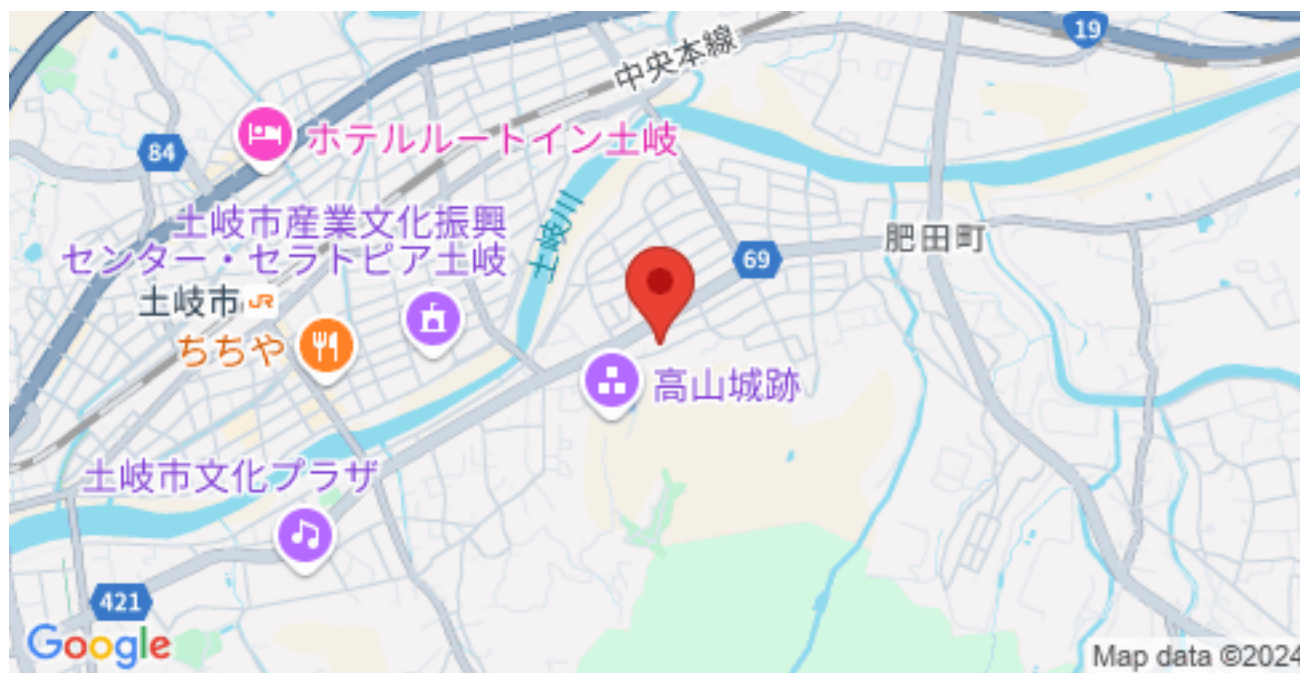 19
中央本線
84
ホテルルートイン土岐
土岐市産業文化振興
センター・セラトピア土岐
土岐川
肥田町
69
土岐市 JR
ちちや
高山城跡
土岐市文化プラザ
421
Google
Map data ©2024